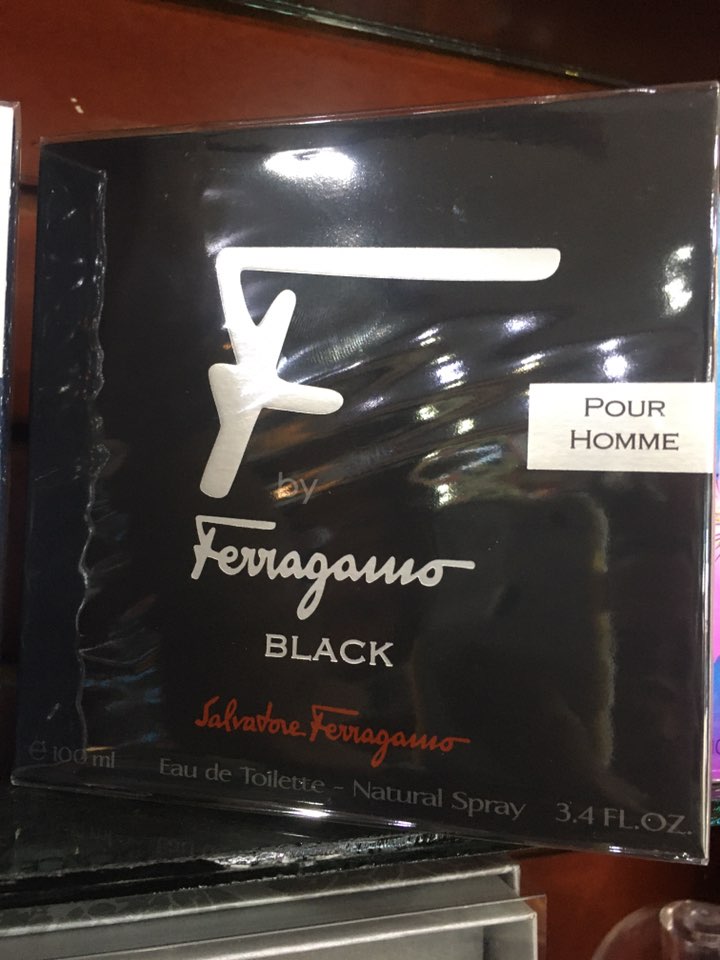 F
by
Ferragamo
BLACK
POUR
HOMME
Salvatore Ferragamo
℮ 100 ml Eau de Toilette - Natural Spray 3.4 FL.OZ.